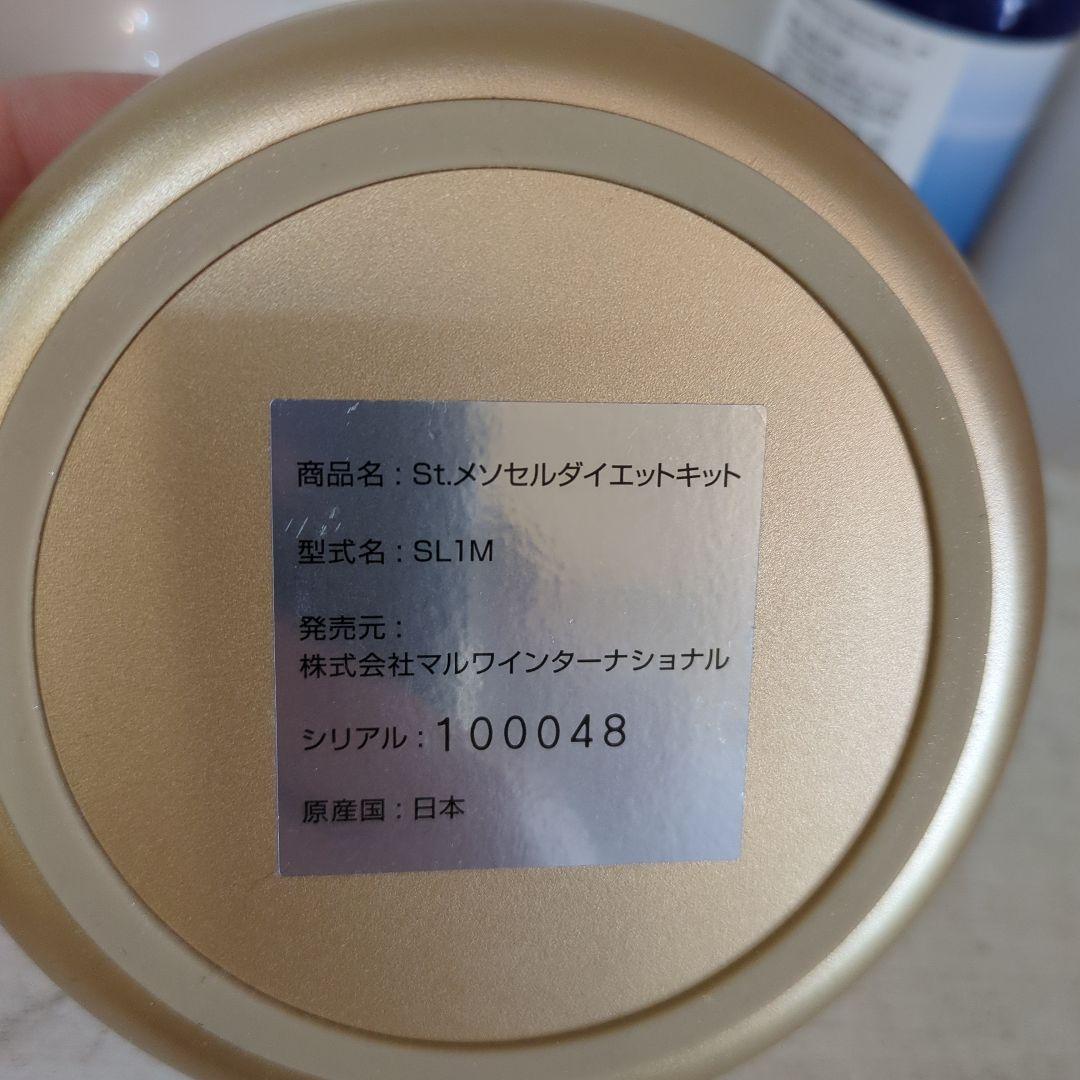 商品名：St.メソセルダイエットキット
型式名：SL1M
発売元：
株式会社マルワインターナショナル
シリアル：100048
原産国：日本